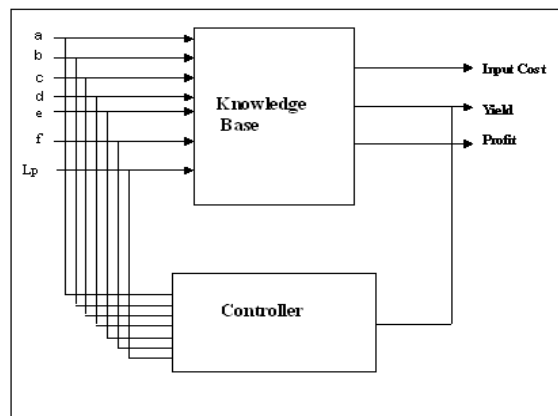 a
b
c
d
e
f
Lp
Knowledge
Base
Input Cost
Yield
Profit
Controller